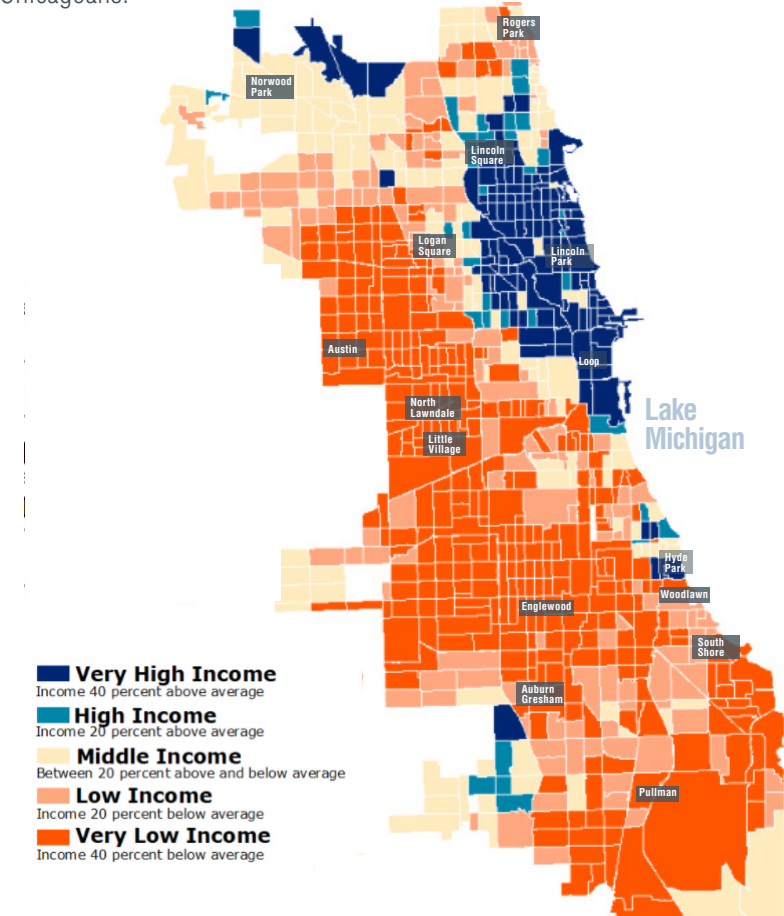 Chicagoans.
Rogers
Park
Norwood
Park
Lincoln
Square
Logan
Square
Lincoln
Park
Austin
Loop
North
Lawndale
Little
Village
Lake
Michigan
Hyde
Park
Woodlawn
Englewood
South
Shore
Auburn
Gresham
Pullman
Very High Income
Income 40 percent above average
High Income
Income 20 percent above average
Middle Income
Between 20 percent above and below average
Low Income
Income 20 percent below average
Very Low Income
Income 40 percent below average